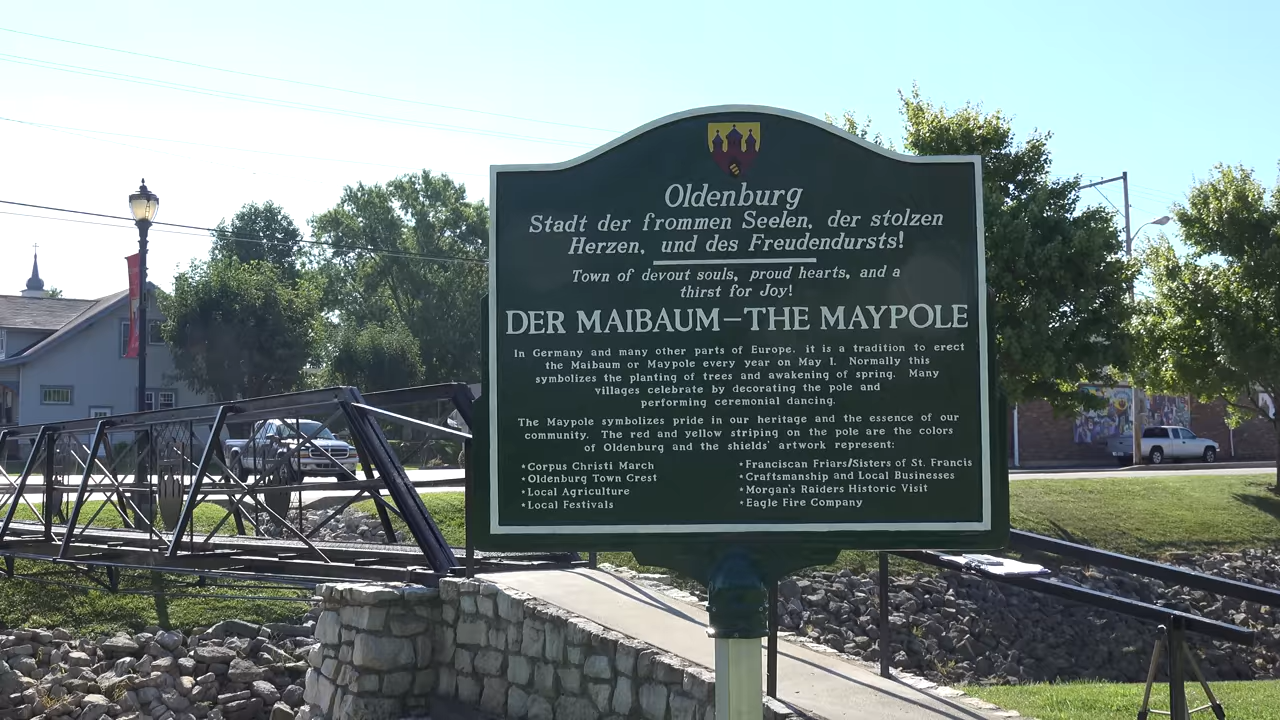 Oldenburg
Stadt der frommen Seelen, der stolzen
Herzen, und des Freudendursts!
Town of devout souls, proud hearts, and a
thirst for Joy!
DER MAIBAUM—THE MAYPOLE
In Germany and many other parts of Europe, it is a tradition to erect
the Maibaum or Maypole every year on May 1. Normally this
symbolizes the planting of trees and awakening of spring. Many
villages celebrate by decorating the pole and
performing ceremonial dancing.
The Maypole symbolizes pride in our heritage and the essence of our
community. The red and yellow striping on the pole are the colors
of Oldenburg and the shields' artwork represent:
*Corpus Christi March
*Oldenburg Town Crest
*Local Agriculture
*Local Festivals
*Franciscan Friars/Sisters of St. Francis
*Craftsmanship and Local Businesses
*Morgan's Raiders Historic Visit
*Eagle Fire Company